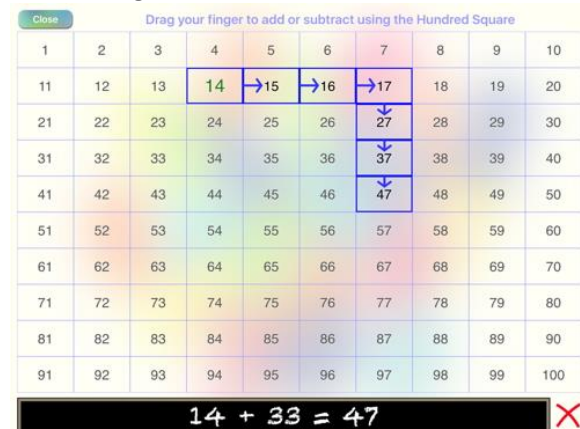 Close Drag your finger to add or subtract using the Hundred Square
1 2 3 4 5 6 7 8 9 10
11 12 13 14 15 16 17 18 19 20
21 22 23 24 25 26 27 28 29 30
31 32 33 34 35 36 37 38 39 40
41 42 43 44 45 46 47 48 49 50
51 52 53 54 55 56 57 58 59 60
61 62 63 64 65 66 67 68 69 70
71 72 73 74 75 76 77 78 79 80
81 82 83 84 85 86 87 88 89 90
91 92 93 94 95 96 97 98 99 100
14 + 33 = 47